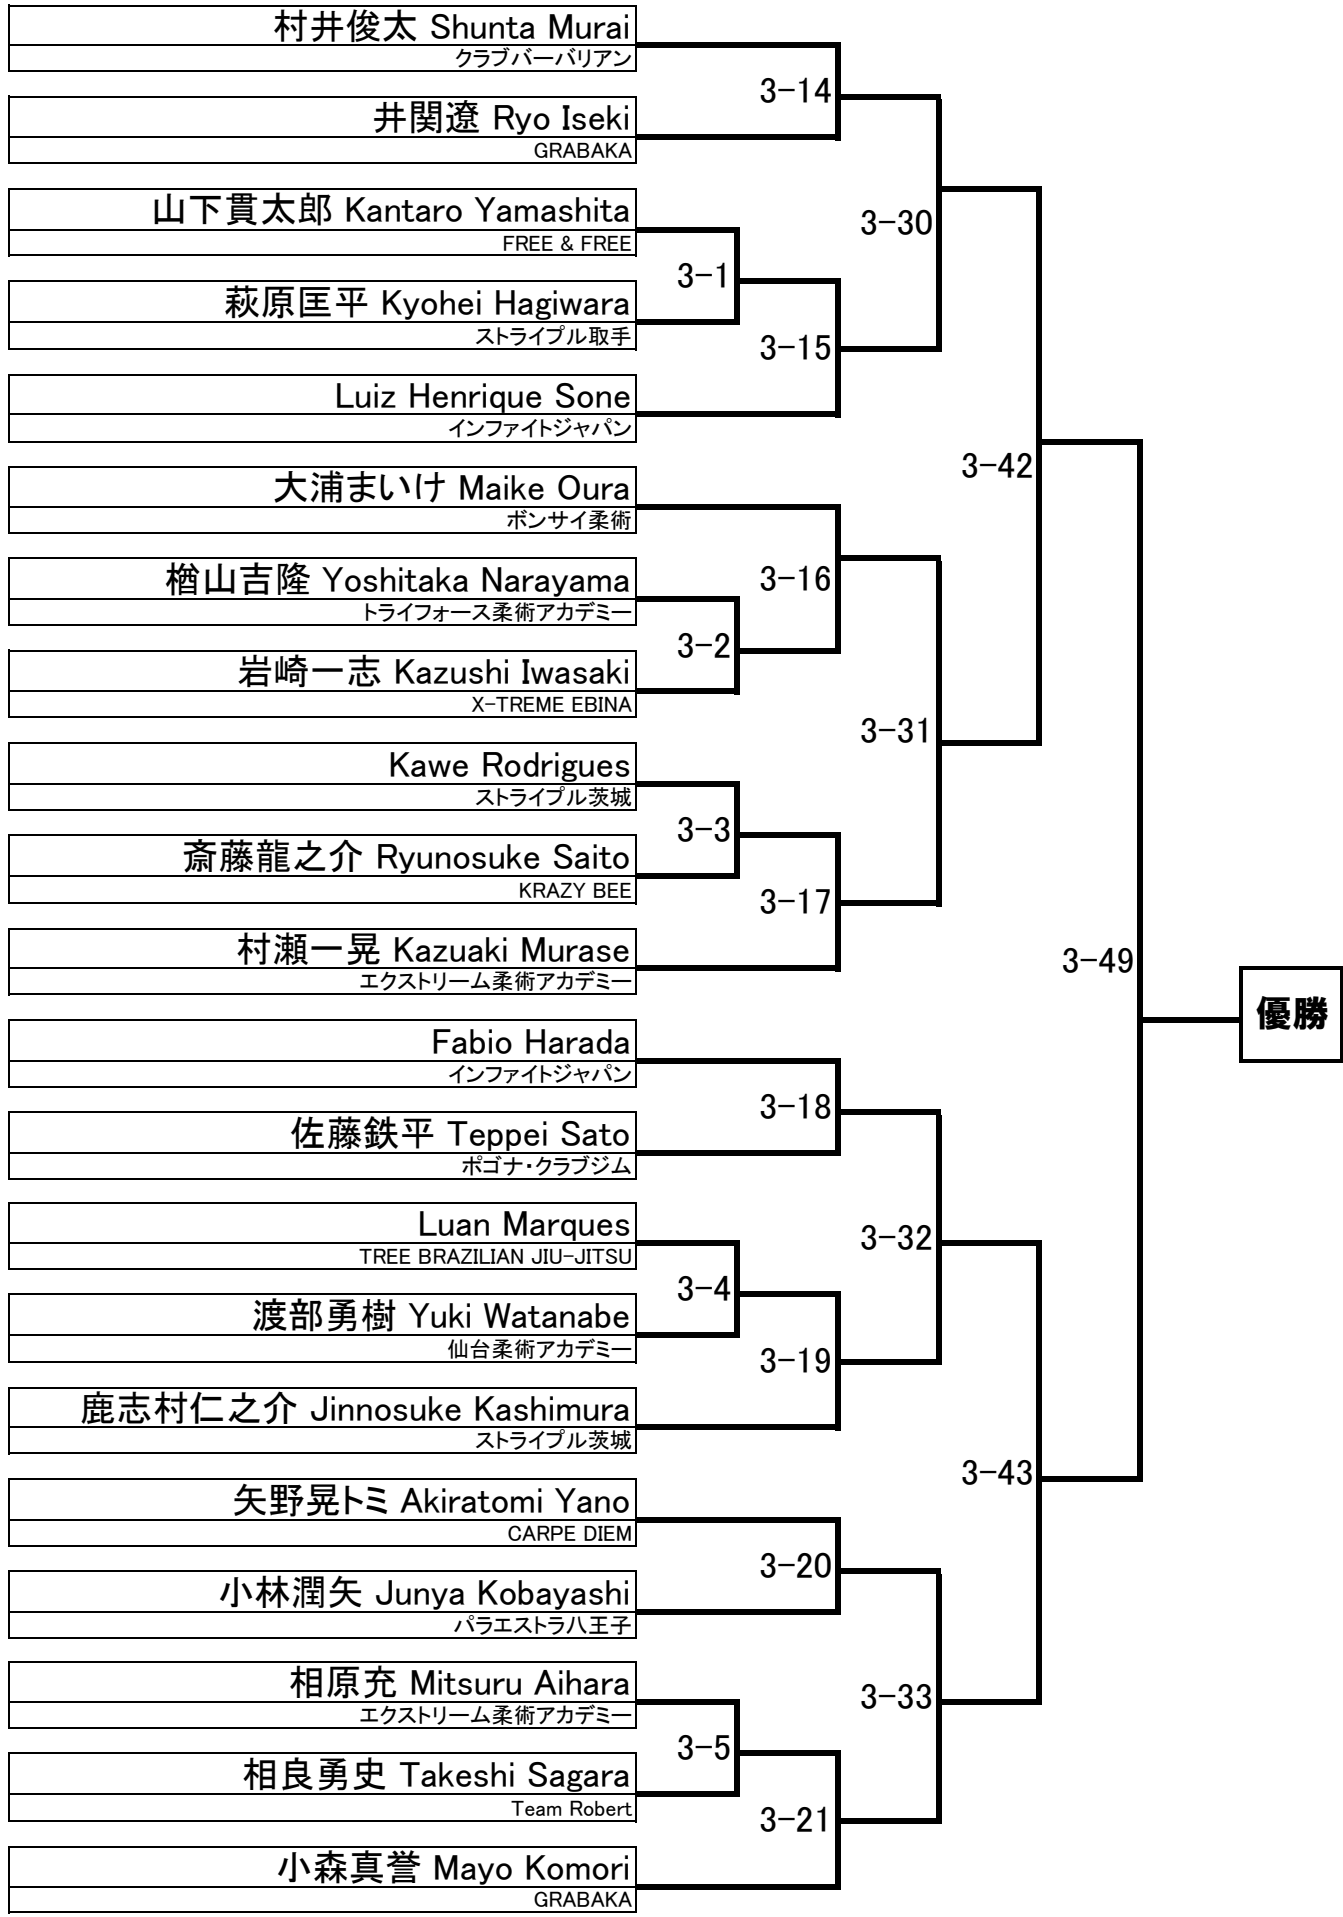 村井俊太 Shunta Murai
クラブバーバリアン
3-14
井関遼 Ryo Iseki
GRABAKA
山下貫太郎 Kantaro Yamashita
FREE & FREE
3-30
3-1
萩原匡平 Kyohei Hagiwara
ストライプル取手
3-15
Luiz Henrique Sone
インファイトジャパン
3-42
大浦まいけ Maike Oura
ボンサイ柔術
3-16
楢山吉隆 Yoshitaka Narayama
トライフォース柔術アカデミー
3-2
岩崎一志 Kazushi Iwasaki
X-TREME EBINA
3-31
Kawe Rodrigues
ストライプル茨城
3-3
斎藤龍之介 Ryunosuke Saito
KRAZY BEE
3-17
村瀬一晃 Kazuaki Murase
エクストリーム柔術アカデミー
3-49
優勝
Fabio Harada
インファイトジャパン
3-18
佐藤鉄平 Teppei Sato
ポゴナ・クラブジム
Luan Marques
TREE BRAZILIAN JIU-JITSU
3-32
3-4
渡部勇樹 Yuki Watanabe
仙台柔術アカデミー
3-19
鹿志村仁之介 Jinnosuke Kashimura
ストライプル茨城
3-43
矢野晃トミ Akiratomi Yano
CARPE DIEM
3-20
小林潤矢 Junya Kobayashi
パラエストラ八王子
相原充 Mitsuru Aihara
エクストリーム柔術アカデミー
3-33
3-5
相良勇史 Takeshi Sagara
Team Robert
3-21
小森真誉 Mayo Komori
GRABAKA